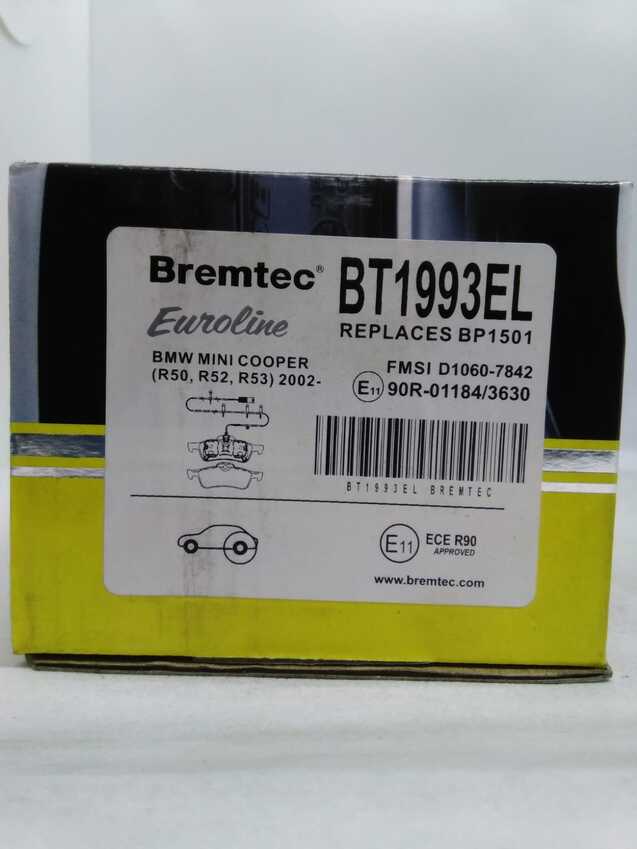 Bremtec®
Euroline
BT1993EL
REPLACES BP1501
BMW MINI COOPER
(R50, R52, R53) 2002-
FMSI D1060-7842
E11 90R-01184/3630
BT1993EL BREMTEC
E11 ECE R90
APPROVED
www.bremtec.com